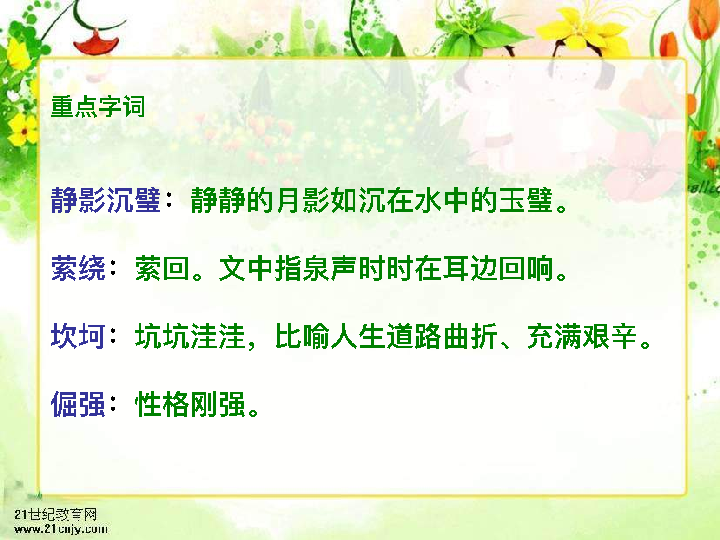 重点字词
静影沉璧：静静的月影如沉在水中的玉璧。
萦绕：萦回。文中指泉声时时在耳边回响。
坎坷：坑坑洼洼，比喻人生道路曲折、充满艰辛。
倔强：性格刚强。
21世纪教育网
www.21cnjy.com